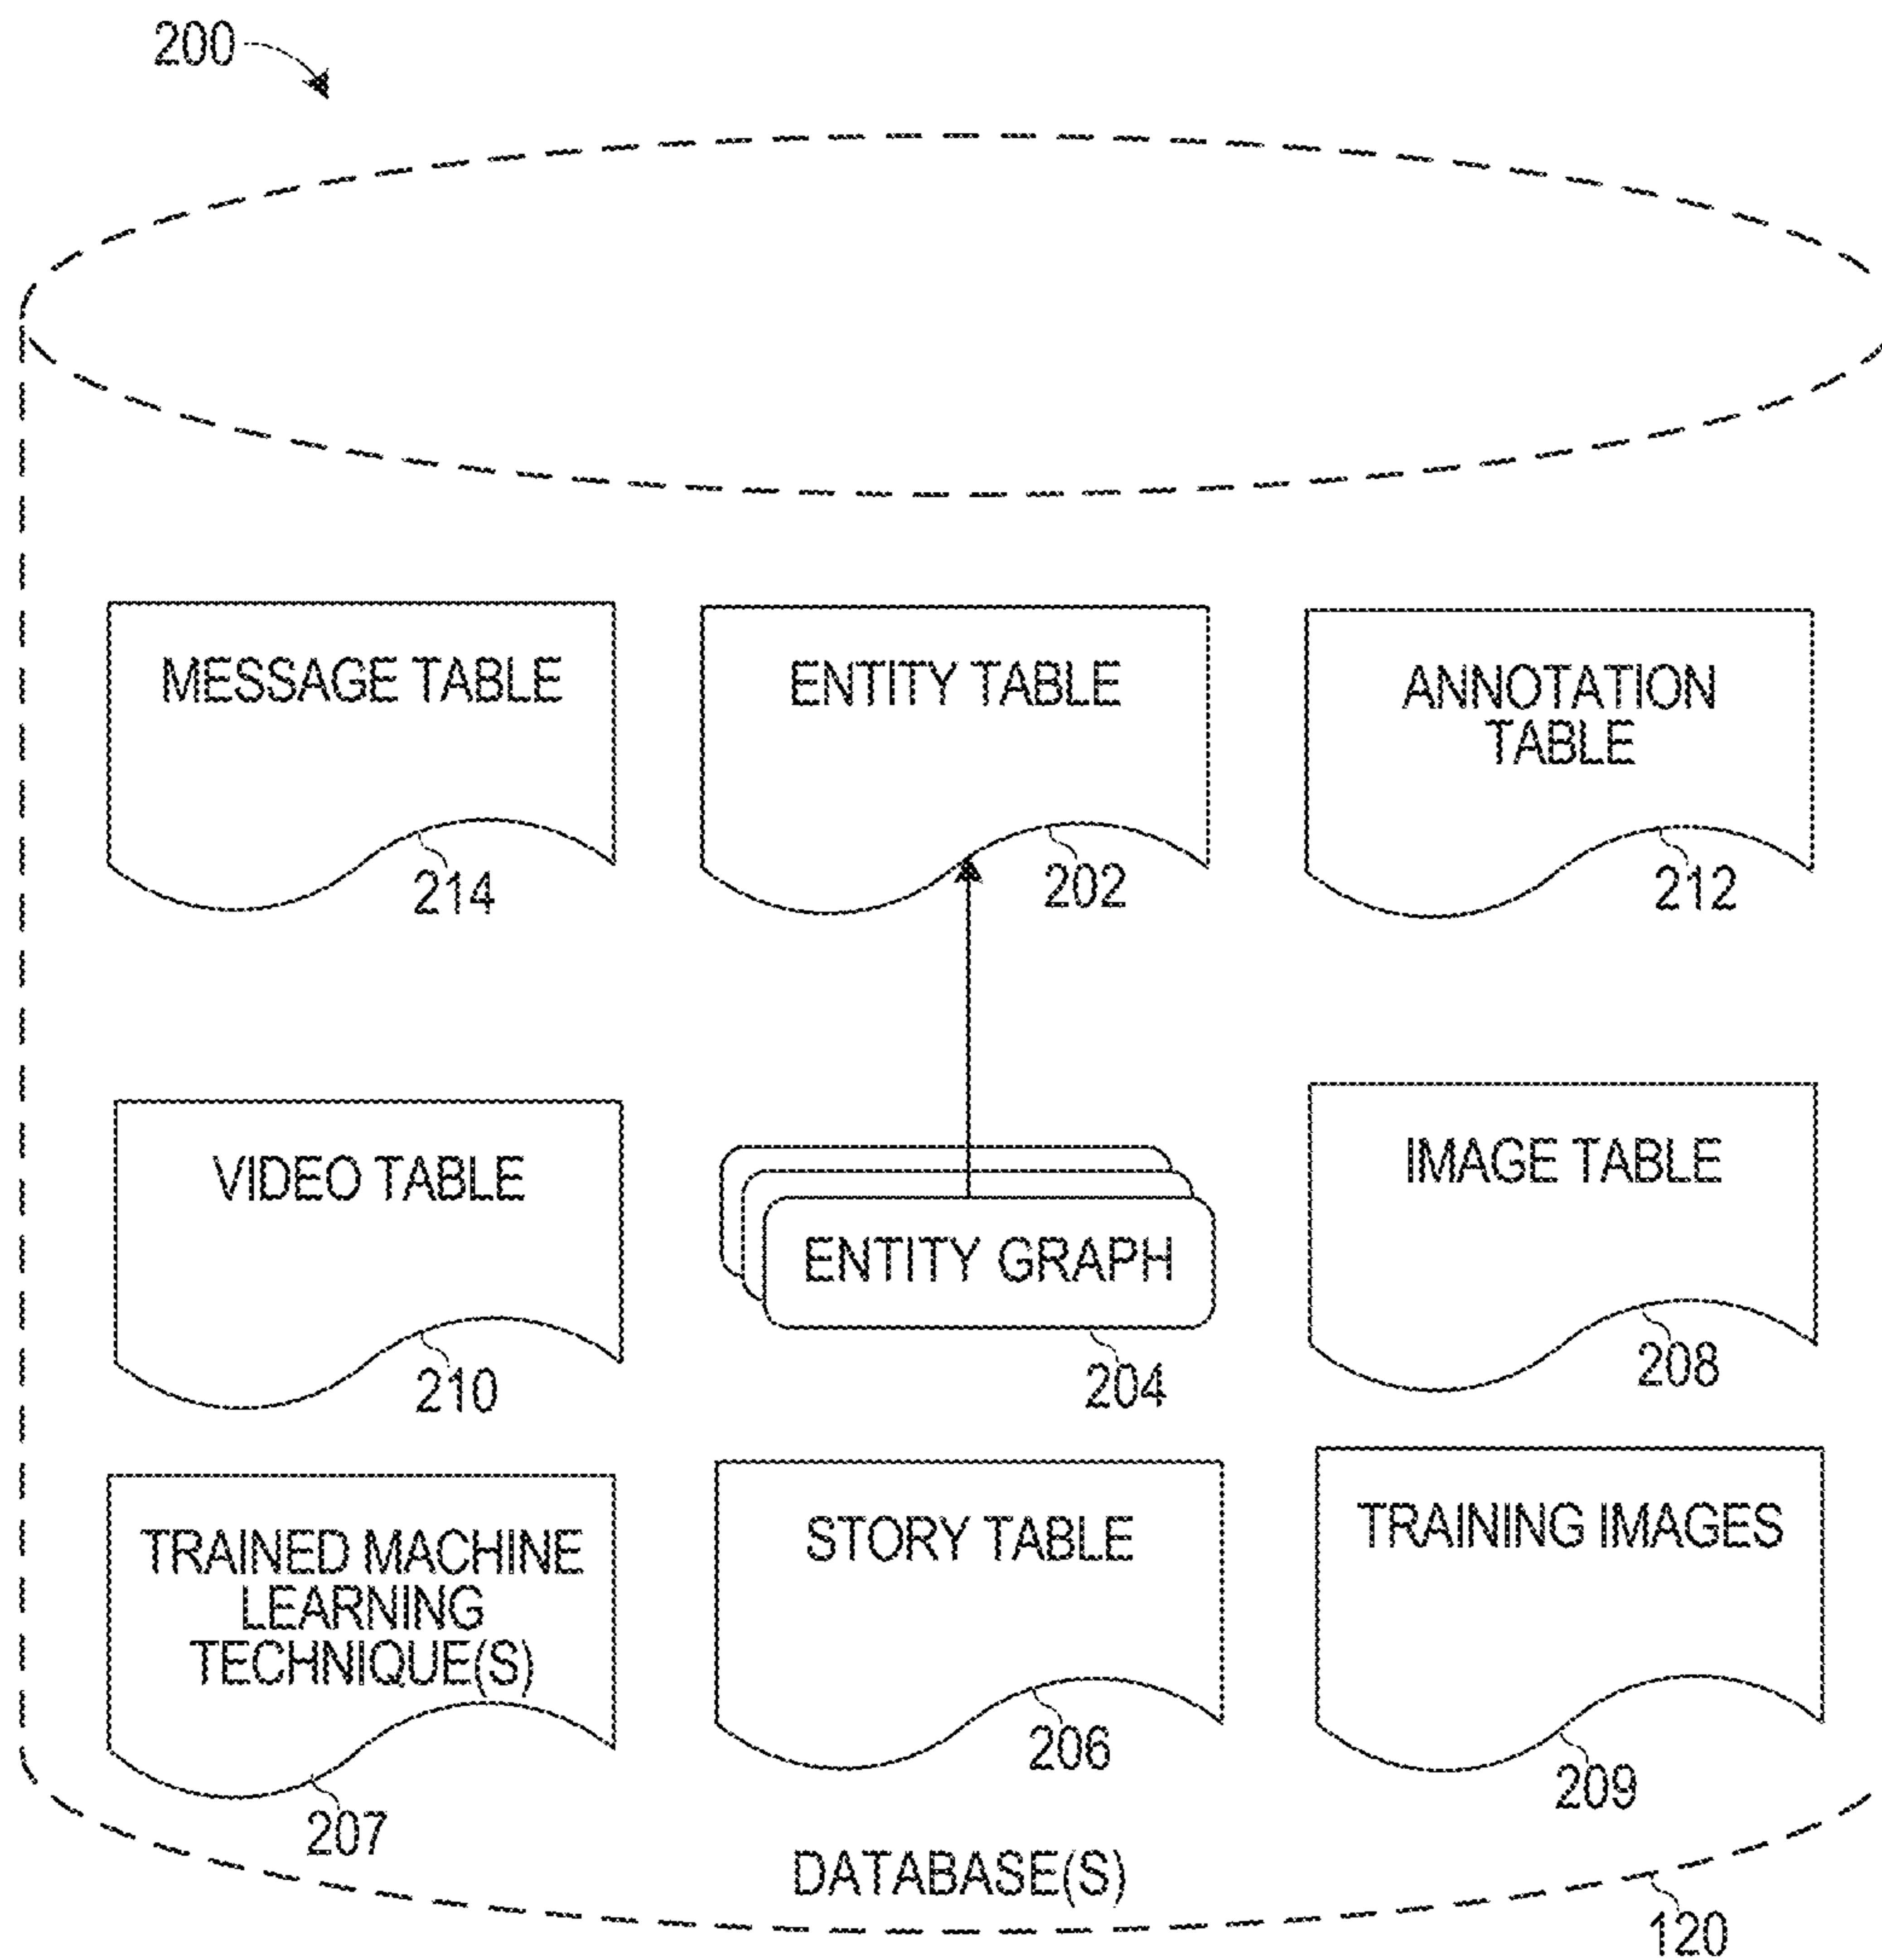 200
MESSAGE TABLE
214
ENTITY TABLE
202
ANNOTATION
TABLE
212
VIDEO TABLE
210
ENTITY GRAPH
204
IMAGE TABLE
208
TRAINED MACHINE
LEARNING
TECHNIQUE(S)
207
STORY TABLE
206
TRAINING IMAGES
209
DATABASE(S)
120